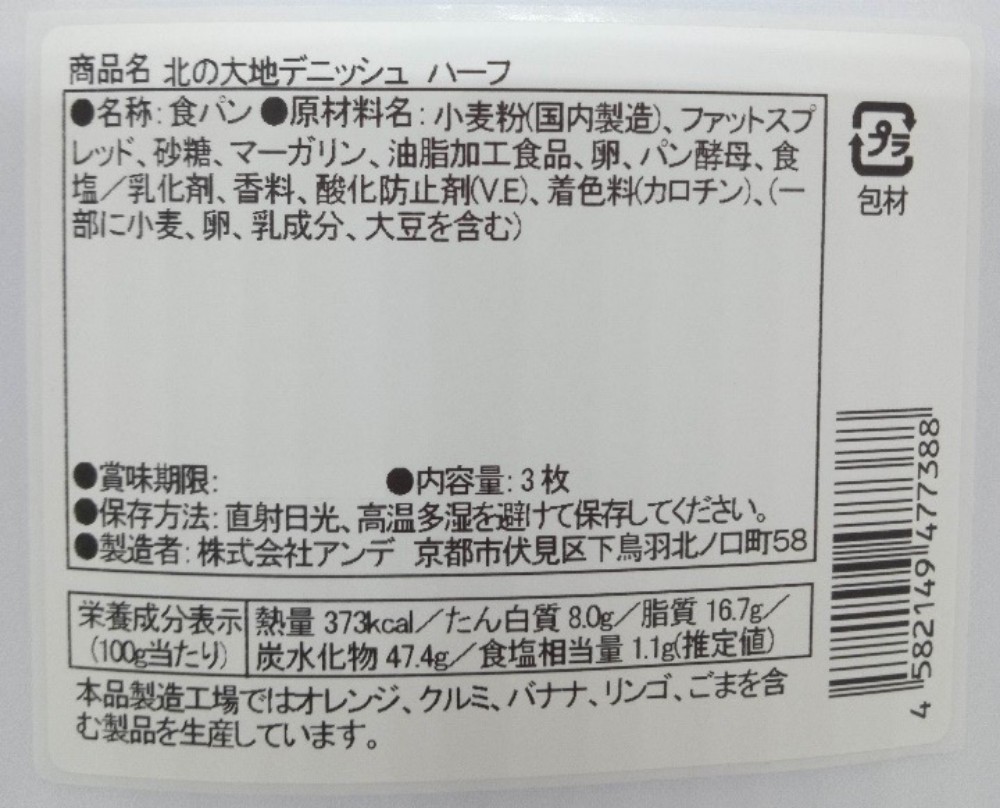 商品名 北の大地デニッシュ ハーフ
●名称:食パン ●原材料名:小麦粉(国内製造)、ファットスプ
レッド、砂糖、マーガリン、油脂加工食品、卵、パン酵母、食
塩/乳化剤、香料、酸化防止剤(V.E)、着色料(カロチン)、(一
部に小麦、卵、乳成分、大豆を含む)
●賞味期限: ●内容量:3枚
●保存方法:直射日光、高温多湿を避けて保存してください。
●製造者:株式会社アンデ 京都市伏見区下鳥羽北ノ口町58
栄養成分表示
(100g当たり)
熱量 373kcal/たん白質 8.0g/脂質 16.7g/
炭水化物 47.4g/食塩相当量 1.1g(推定値)
本品製造工場ではオレンジ、クルミ、バナナ、リンゴ、ごまを含
む製品を生産しています。
プラ
包材
4582149477388